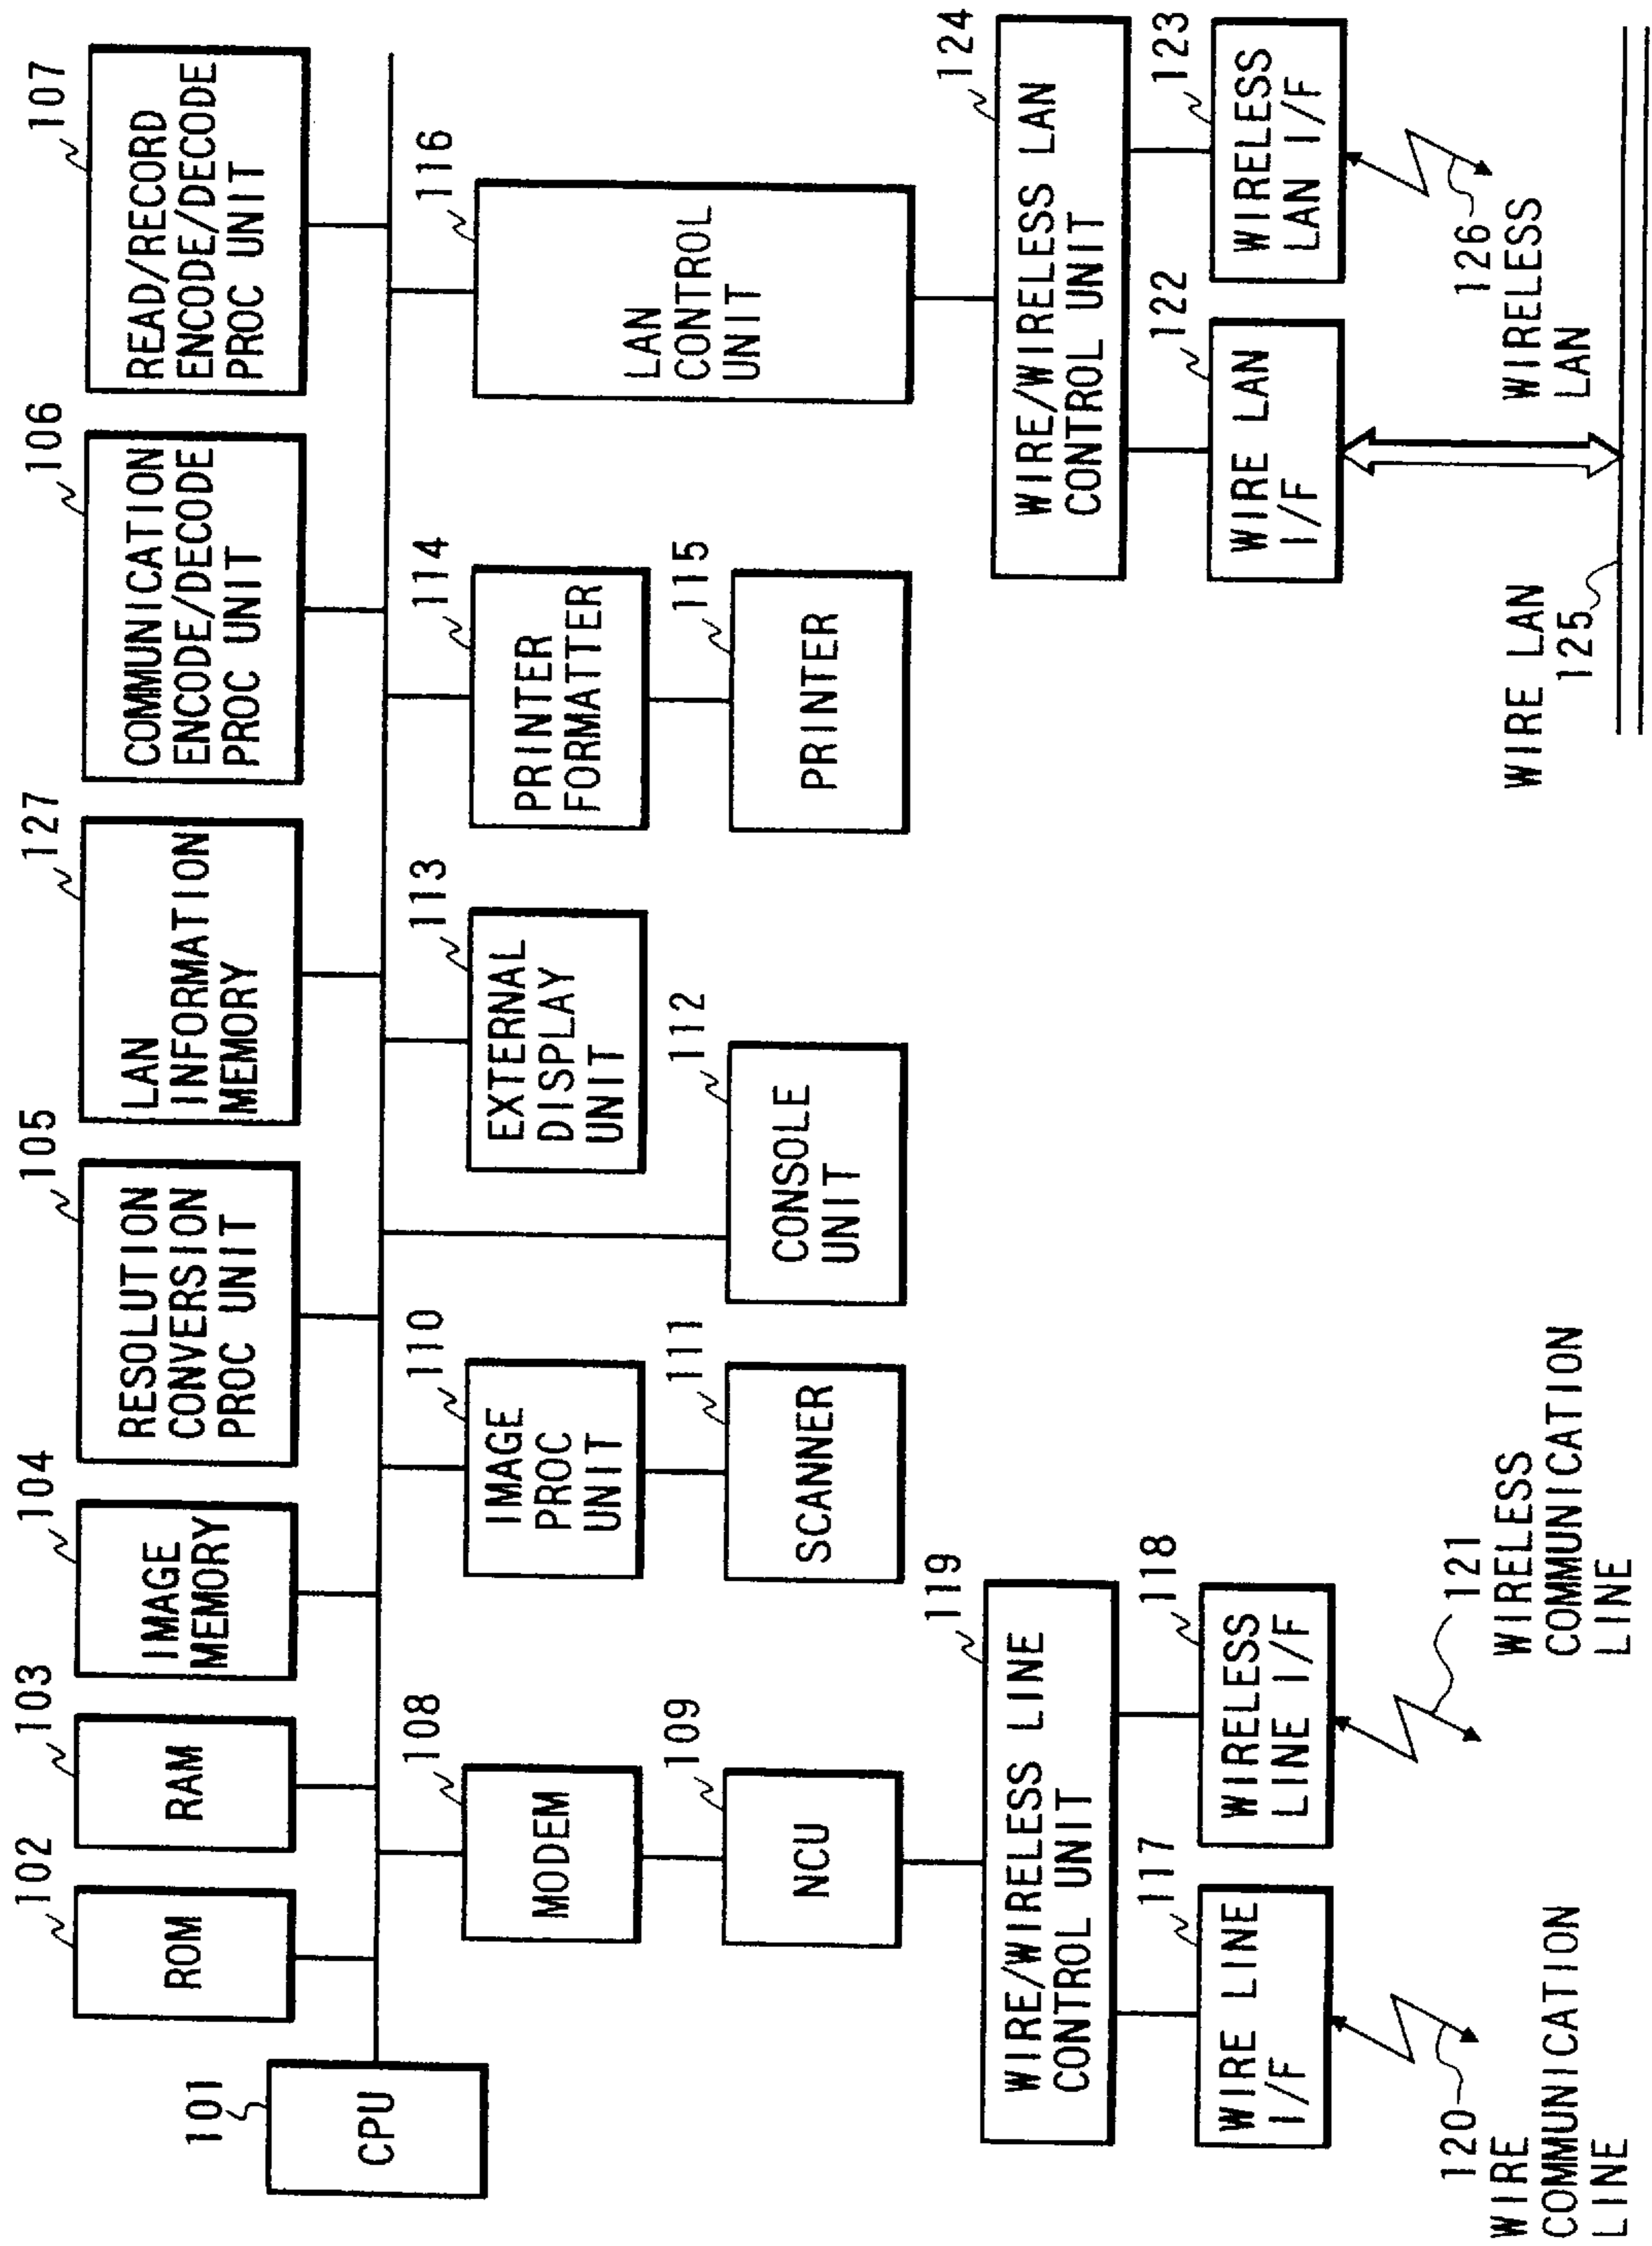 101
CPU
102
ROM
103
RAM
104
IMAGE
MEMORY
105
RESOLUTION
CONVERSION
PROC UNIT
127
LAN
INFORMATION
MEMORY
106
COMMUNICATION
ENCODE/DECODE
PROC UNIT
107
READ/RECORD
ENCODE/DECODE
PROC UNIT
108
MODEM
109
NCU
110
IMAGE
PROC
UNIT
111
SCANNER
112
CONSOLE
UNIT
113
EXTERNAL
DISPLAY
UNIT
114
PRINTER
FORMATTER
115
PRINTER
116
LAN
CONTROL
UNIT
119
WIRE/WIRELESS LINE
CONTROL UNIT
117
WIRE LINE
I/F
118
WIRELESS
LINE I/F
120
WIRE
COMMUNICATION
LINE
121
WIRELESS
COMMUNICATION
LINE
124
WIRE/WIRELESS LAN
CONTROL UNIT
122
WIRE LAN
I/F
123
WIRELESS
LAN I/F
WIRE LAN
125
126
WIRELESS
LAN